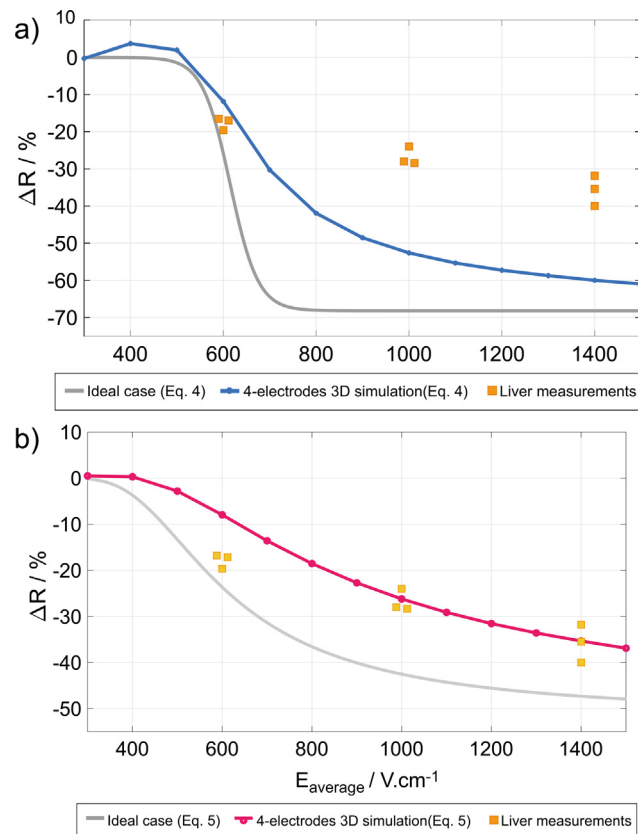 a)
10
0
-10
-20
-30
-40
-50
-60
-70
ΔR / %
400 600 800 1000 1200 1400
Ideal case (Eq. 4) 4-electrodes 3D simulation(Eq. 4) Liver measurements
b)
10
0
-10
-20
-30
-40
-50
ΔR / %
400 600 800 1000 1200 1400
Eaverage / V.cm-1
Ideal case (Eq. 5) 4-electrodes 3D simulation(Eq. 5) Liver measurements